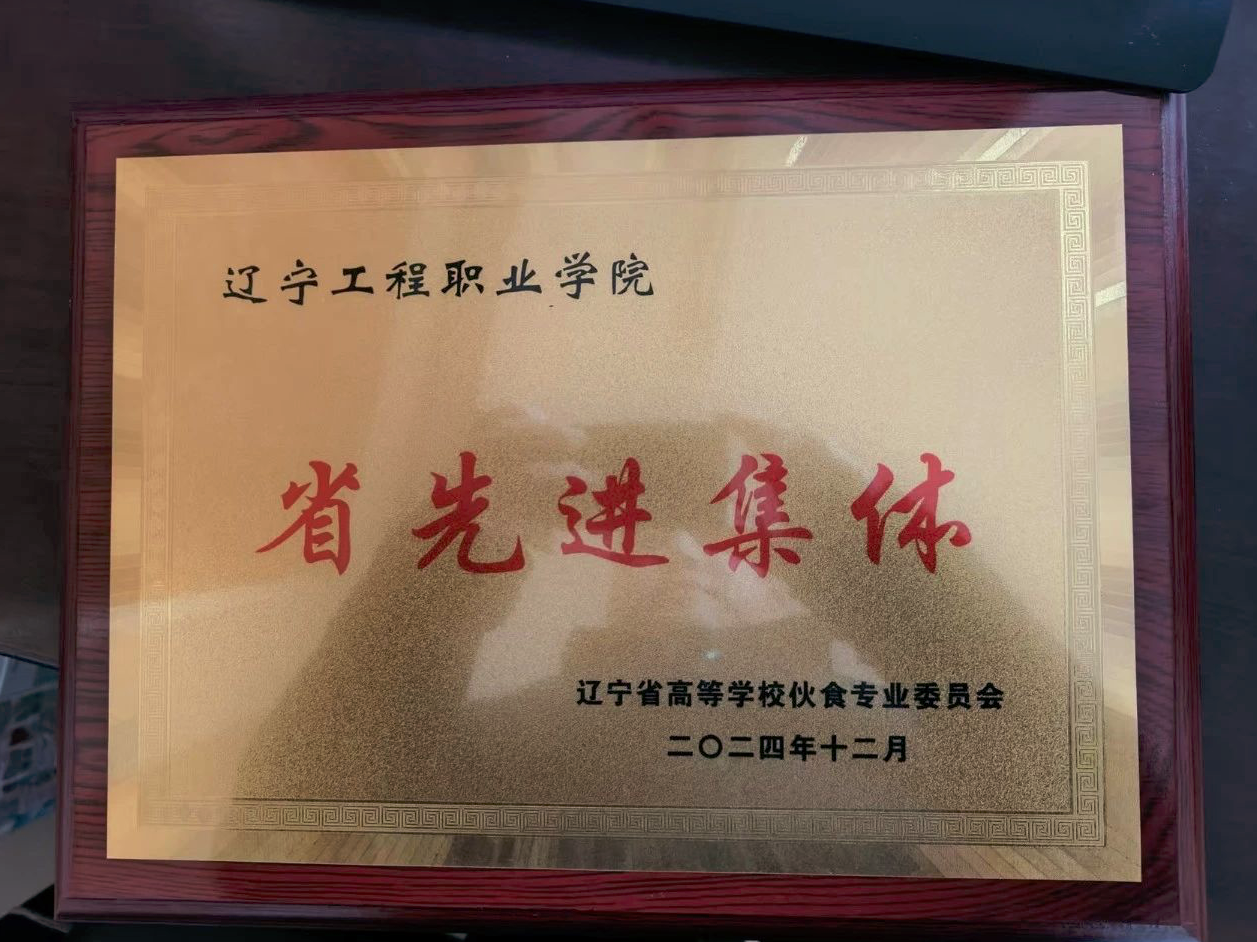 辽宁工程职业学院
省先进集体
辽宁省高等学校伙食专业委员会
二〇二四年十二月